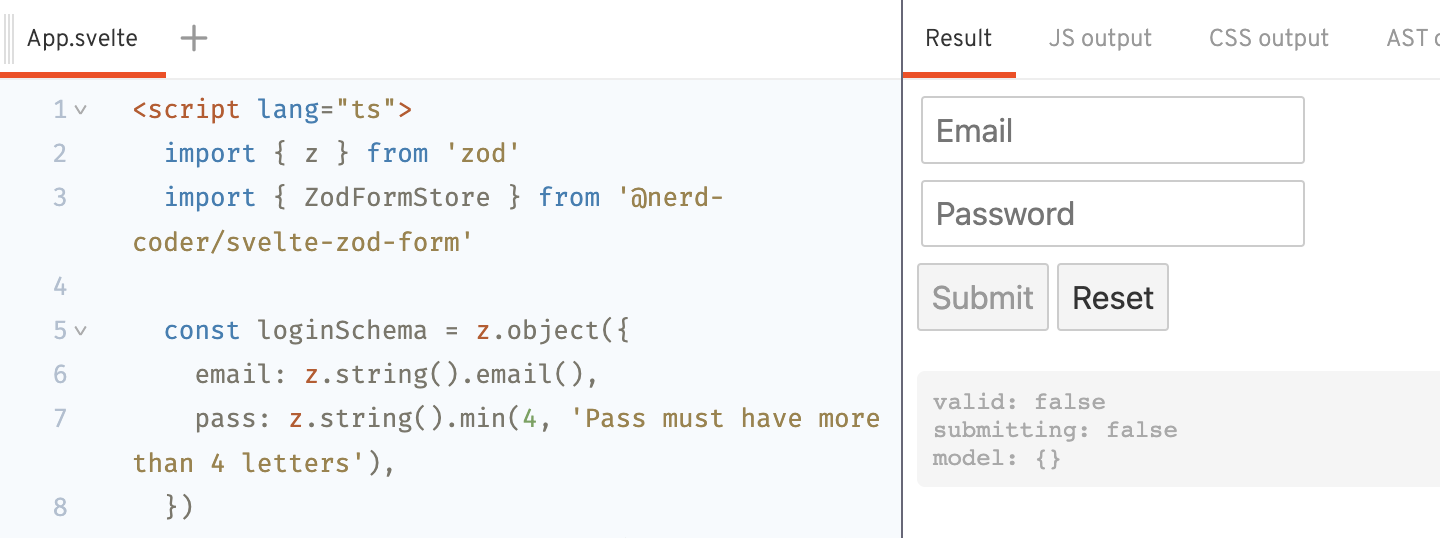 App.svelte +
Result JS output CSS output AST
1 <script lang="ts">
2 import { z } from 'zod'
3 import { ZodFormStore } from '@nerd-
coder/svelte-zod-form'
4
5 const loginSchema = z.object({
6 email: z.string().email(),
7 pass: z.string().min(4, 'Pass must have more
than 4 letters'),
8 })
Email
Password
Submit Reset
valid: false
submitting: false
model: {}